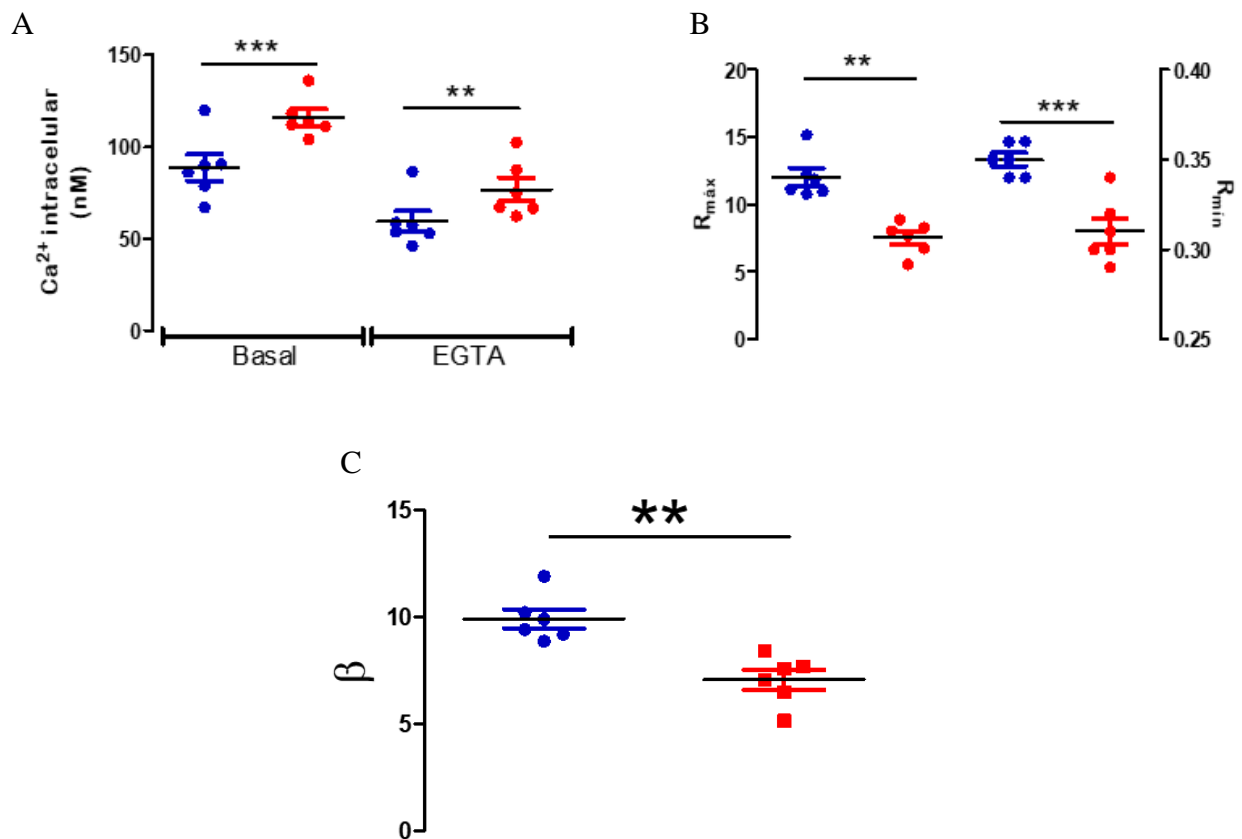 A
Ca²⁺ intracelular
(nM)
150
100
50
0
***
**
Basal
EGTA
B
Rmáx
20
15
10
5
0
**
***
0.40
0.35
0.30
0.25
Rmin
C
β
15
10
5
0
**